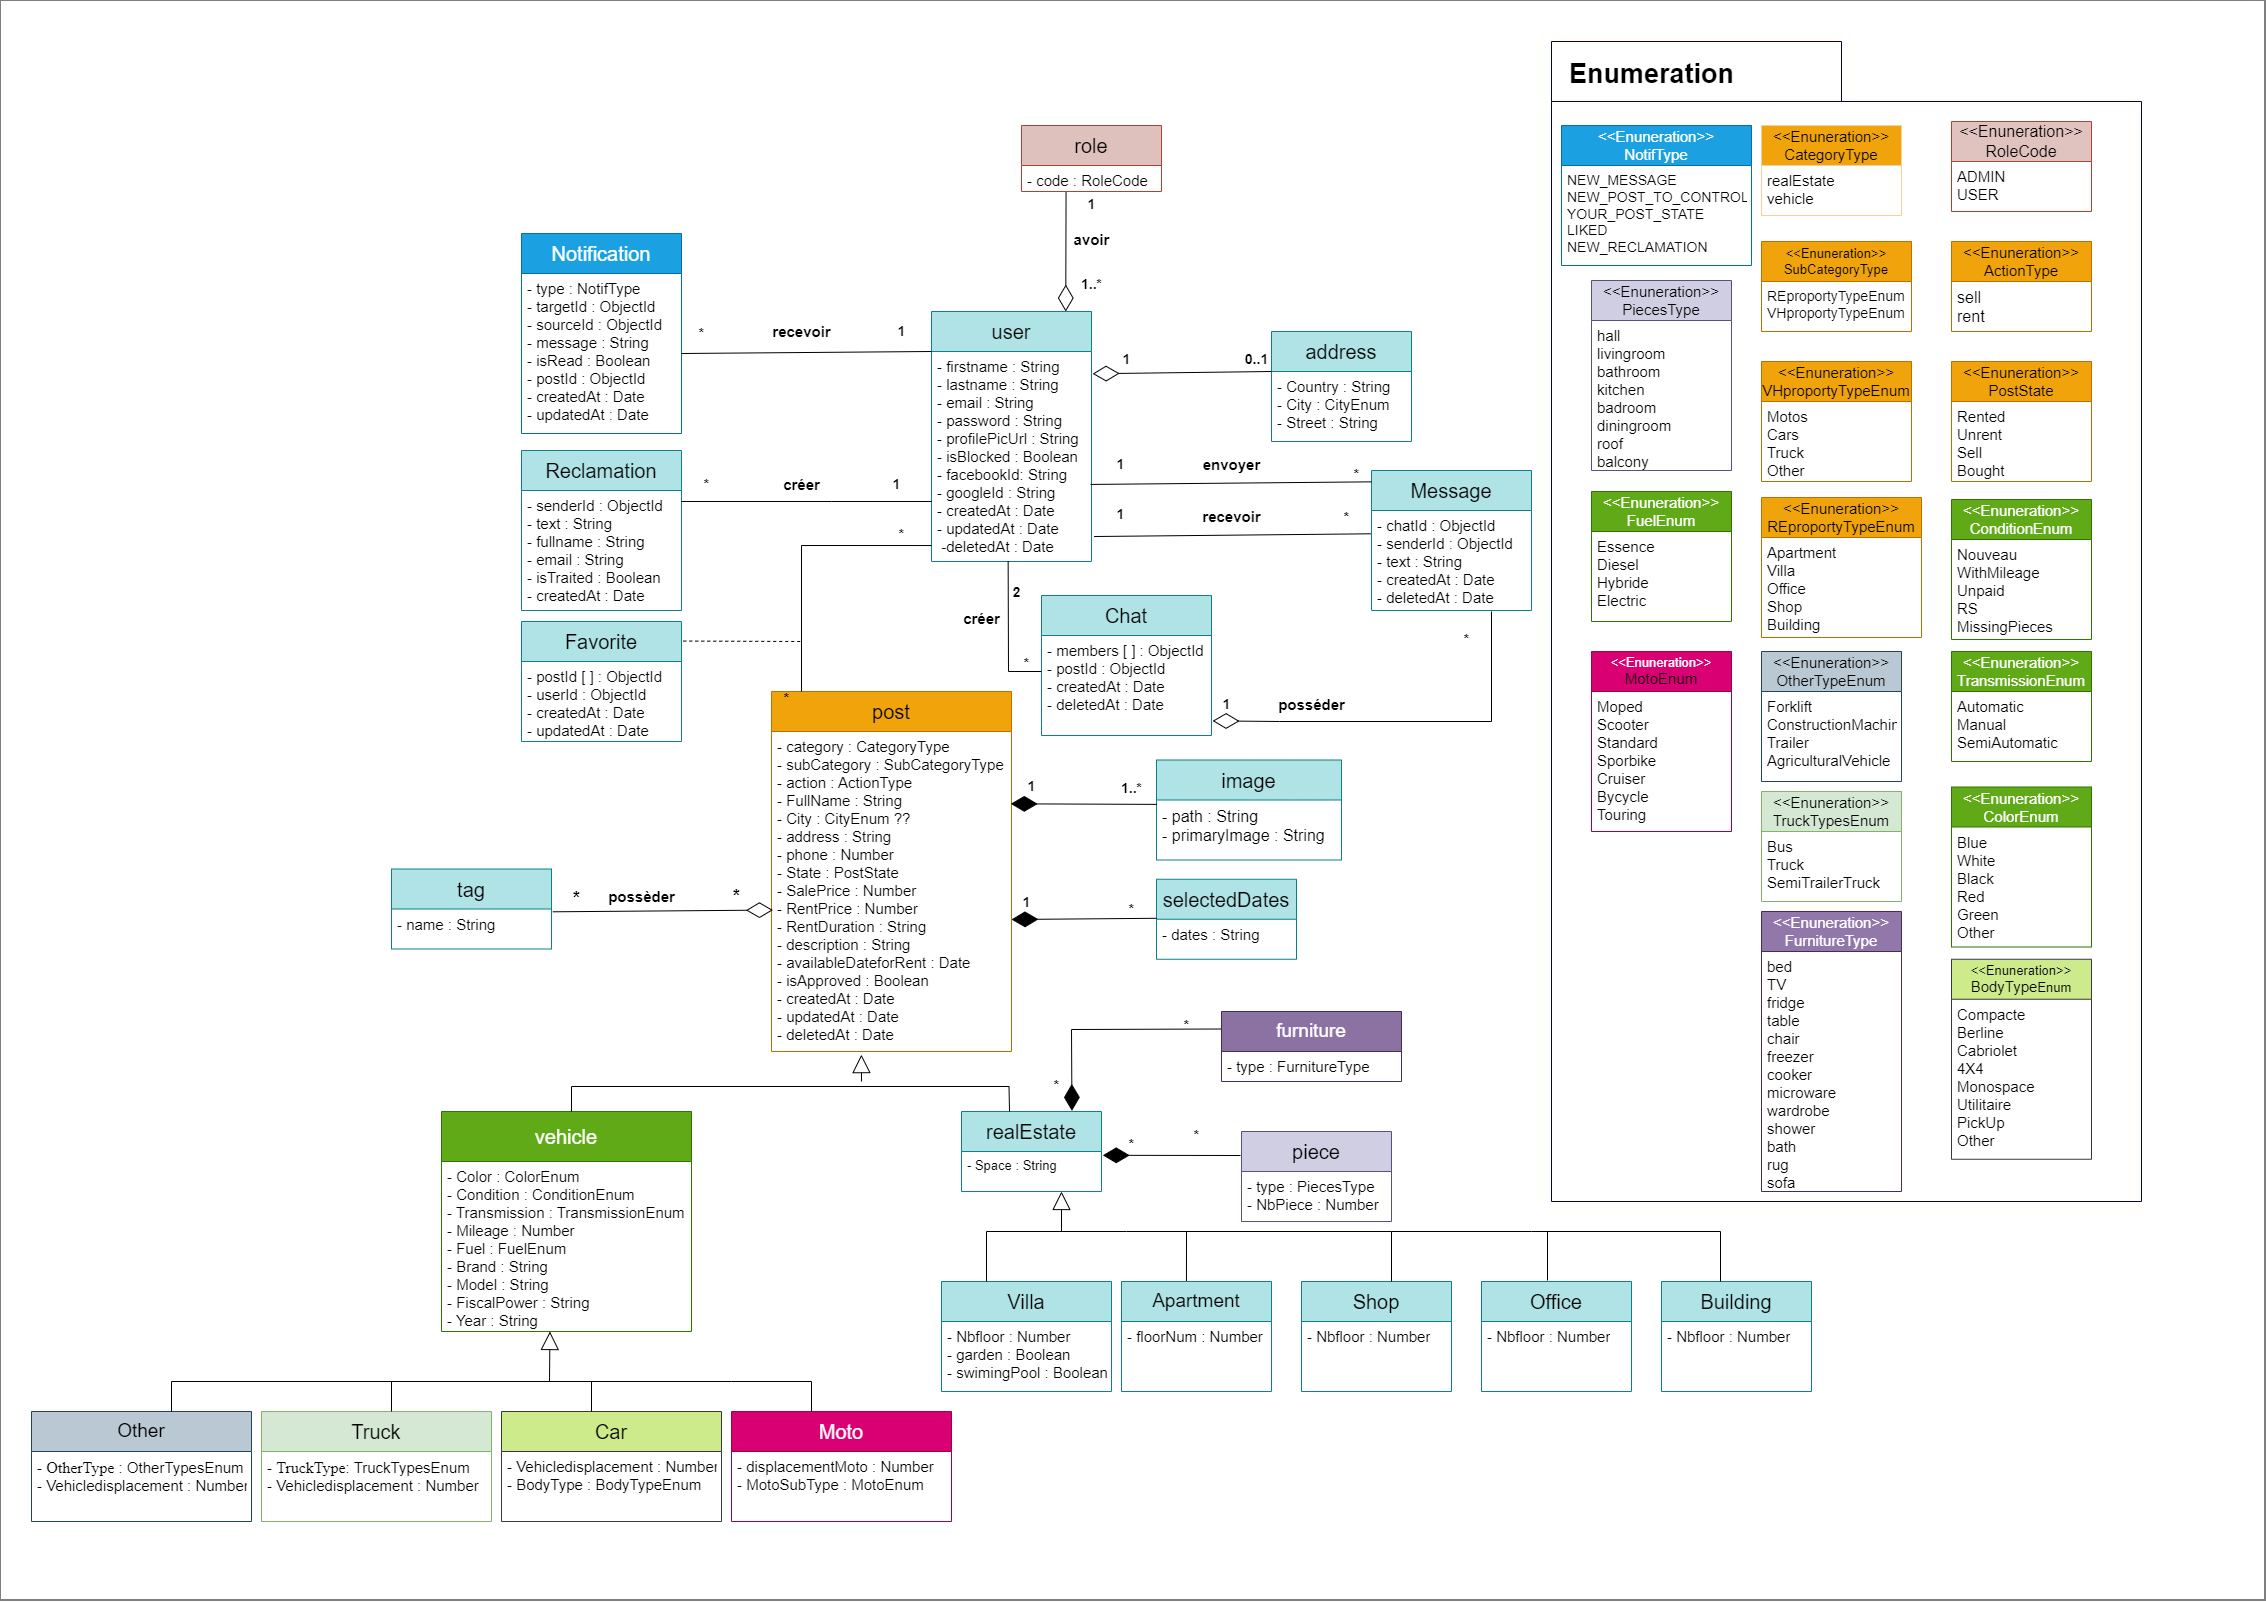 role
- code : RoleCode
1
avoir
1..*
Notification
- type : NotifType
- targetId : ObjectId
- sourceId : ObjectId
- message : String
- isRead : Boolean
- postId : ObjectId
- createdAt : Date
- updatedAt : Date
* recevoir 1
user
- firstname : String
- lastname : String
- email : String
- password : String
- profilePicUrl : String
- isBlocked : Boolean
- facebookId: String
- googleId : String
- createdAt : Date
- updatedAt : Date
-deletedAt : Date
1 0..1
address
- Country : String
- City : CityEnum
- Street : String
Reclamation
- senderId : ObjectId
- text : String
- fullname : String
- email : String
- isTraited : Boolean
- createdAt : Date
* créer 1
*
1 envoyer *
1 recevoir *
Message
- chatId : ObjectId
- senderId : ObjectId
- text : String
- createdAt : Date
- deletedAt : Date
*
2
créer
*
Chat
- members [ ] : ObjectId
- postId : ObjectId
- createdAt : Date
- deletedAt : Date
1 posséder
Favorite
- postId [ ] : ObjectId
- userId : ObjectId
- createdAt : Date
- updatedAt : Date
*
post
- category : CategoryType
- subCategory : SubCategoryType
- action : ActionType
- FullName : String
- City : CityEnum ??
- address : String
- phone : Number
- State : PostState
- SalePrice : Number
- RentPrice : Number
- RentDuration : String
- description : String
- availableDateforRent : Date
- isApproved : Boolean
- createdAt : Date
- updatedAt : Date
- deletedAt : Date
1 1..*
image
- path : String
- primaryImage : String
1 *
selectedDates
- dates : String
tag
- name : String
* possèder *
*
furniture
- type : FurnitureType
*
vehicle
- Color : ColorEnum
- Condition : ConditionEnum
- Transmission : TransmissionEnum
- Mileage : Number
- Fuel : FuelEnum
- Brand : String
- Model : String
- FiscalPower : String
- Year : String
realEstate
- Space : String
* *
piece
- type : PiecesType
- NbPiece : Number
Villa
- Nbfloor : Number
- garden : Boolean
- swimingPool : Boolean
Apartment
- floorNum : Number
Shop
- Nbfloor : Number
Office
- Nbfloor : Number
Building
- Nbfloor : Number
Other
- OtherType : OtherTypesEnum
- Vehicledisplacement : Number
Truck
- TruckType: TruckTypesEnum
- Vehicledisplacement : Number
Car
- Vehicledisplacement : Number
- BodyType : BodyTypeEnum
Moto
- displacementMoto : Number
- MotoSubType : MotoEnum
Enumeration
<<Enuneration>>
NotifType
NEW_MESSAGE
NEW_POST_TO_CONTROL
YOUR_POST_STATE
LIKED
NEW_RECLAMATION
<<Enuneration>>
PiecesType
hall
livingroom
bathroom
kitchen
badroom
diningroom
roof
balcony
<<Enuneration>>
FuelEnum
Essence
Diesel
Hybride
Electric
<<Enuneration>>
MotoEnum
Moped
Scooter
Standard
Sporbike
Cruiser
Bycycle
Touring
<<Enuneration>>
CategoryType
realEstate
vehicle
<<Enuneration>>
SubCategoryType
REproportyTypeEnum
VHproportyTypeEnum
<<Enuneration>>
VHproportyTypeEnum
Motos
Cars
Truck
Other
<<Enuneration>>
REproportyTypeEnum
Apartment
Villa
Office
Shop
Building
<<Enuneration>>
OtherTypeEnum
Forklift
ConstructionMachin
Trailer
AgriculturalVehicle
<<Enuneration>>
TruckTypesEnum
Bus
Truck
SemiTrailerTruck
<<Enuneration>>
FurnitureType
bed
TV
fridge
table
chair
freezer
cooker
microware
wardrobe
shower
bath
rug
sofa
<<Enuneration>>
RoleCode
ADMIN
USER
<<Enuneration>>
ActionType
sell
rent
<<Enuneration>>
PostState
Rented
Unrent
Sell
Bought
<<Enuneration>>
ConditionEnum
Nouveau
WithMileage
Unpaid
RS
MissingPieces
<<Enuneration>>
TransmissionEnum
Automatic
Manual
SemiAutomatic
<<Enuneration>>
ColorEnum
Blue
White
Black
Red
Green
Other
<<Enuneration>>
BodyTypeEnum
Compacte
Berline
Cabriolet
4X4
Monospace
Utilitaire
PickUp
Other